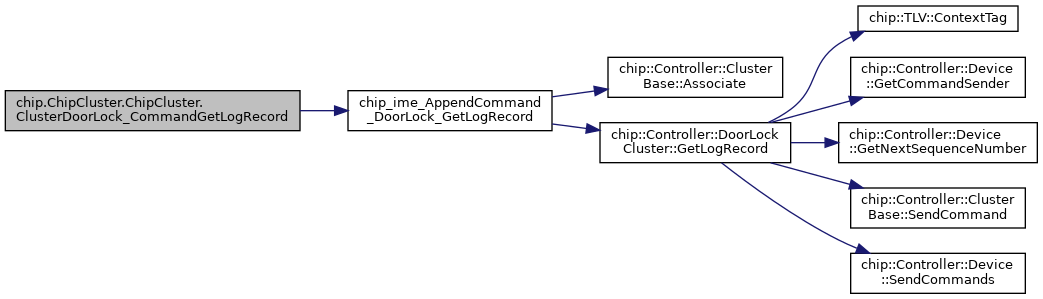 chip.ChipCluster.ChipCluster.
ClusterDoorLock_CommandGetLogRecord
chip_ime_AppendCommand
_DoorLock_GetLogRecord
chip::Controller::Cluster
Base::Associate
chip::Controller::DoorLock
Cluster::GetLogRecord
chip::TLV::ContextTag
chip::Controller::Device
::GetCommandSender
chip::Controller::Device
::GetNextSequenceNumber
chip::Controller::Cluster
Base::SendCommand
chip::Controller::Device
::SendCommands